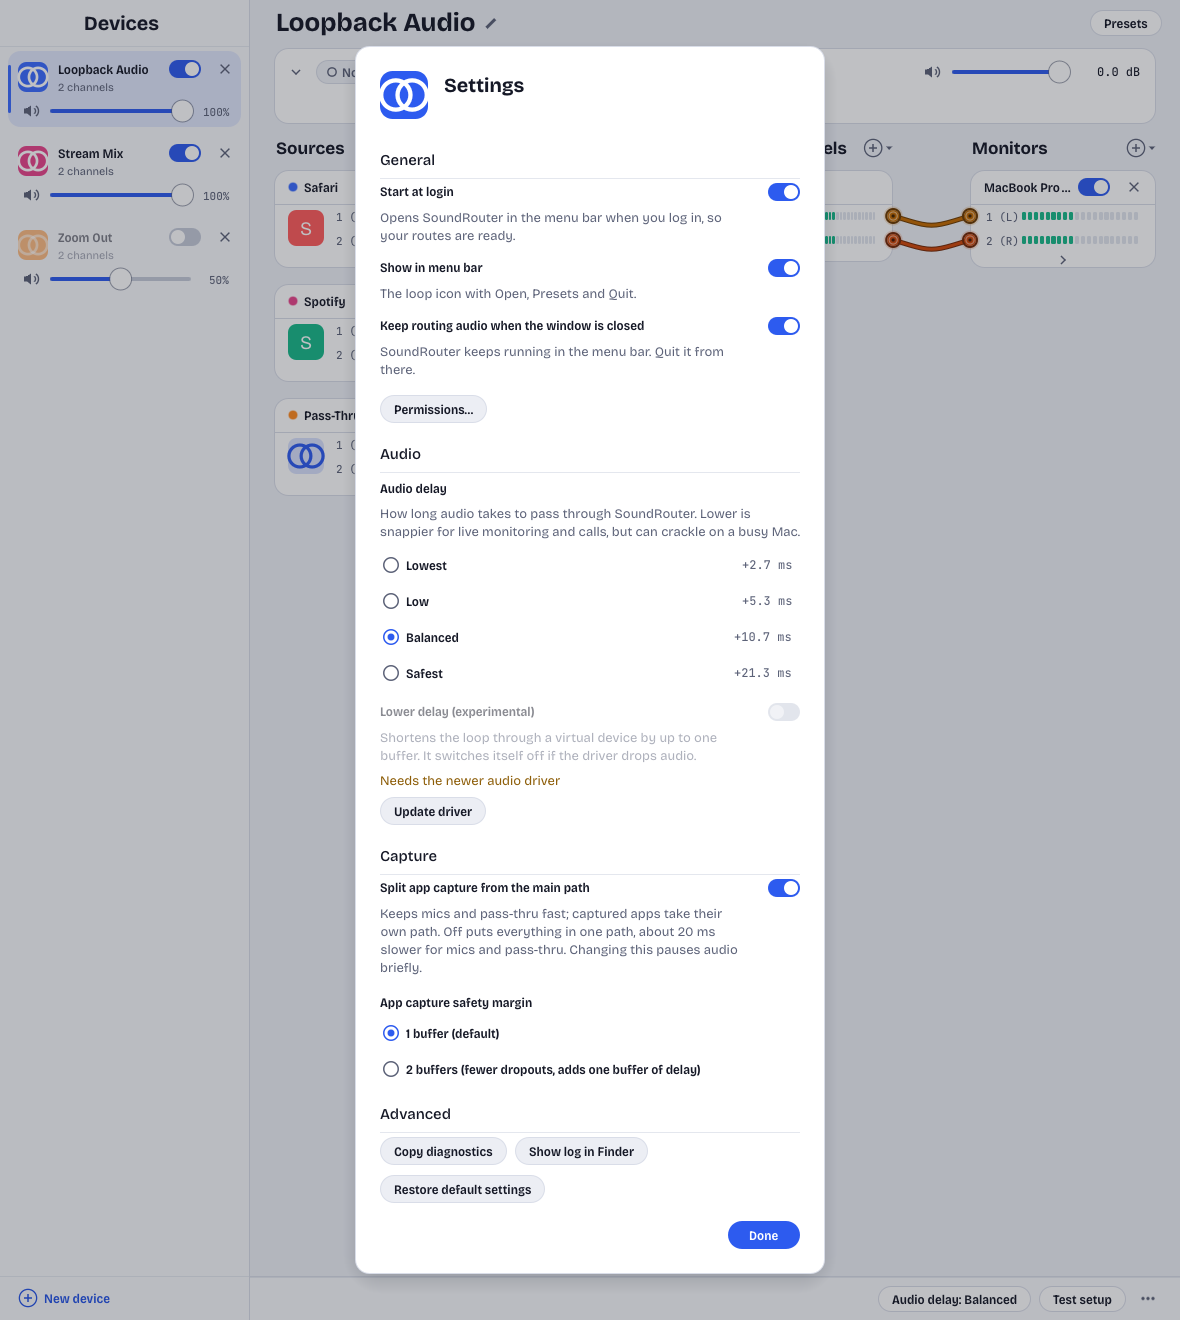 Devices
Loopback Audio
2 channels
100%
Stream Mix
2 channels
100%
Zoom Out
2 channels
50%
New device
Loopback Audio
Presets
0.0 dB
Sources
Monitors
Safari
S
1
2
Spotify
S
1
2
1
2
MacBook Pro...
1 (L)
2 (R)
Settings
General
Start at login
Opens SoundRouter in the menu bar when you log in, so
your routes are ready.
Show in menu bar
The loop icon with Open, Presets and Quit.
Keep routing audio when the window is closed
SoundRouter keeps running in the menu bar. Quit it from
there.
Permissions...
Audio
Audio delay
How long audio takes to pass through SoundRouter. Lower is
snappier for live monitoring and calls, but can crackle on a busy Mac.
Lowest +2.7 ms
Low +5.3 ms
Balanced +10.7 ms
Safest +21.3 ms
Lower delay (experimental)
Shortens the loop through a virtual device by up to one
buffer. It switches itself off if the driver drops audio.
Needs the newer audio driver
Update driver
Capture
Split app capture from the main path
Keeps mics and pass-thru fast; captured apps take their
own path. Off puts everything in one path, about 20 ms
slower for mics and pass-thru. Changing this pauses audio
briefly.
App capture safety margin
1 buffer (default)
2 buffers (fewer dropouts, adds one buffer of delay)
Advanced
Copy diagnostics Show log in Finder
Restore default settings
Done
Audio delay: Balanced
Test setup